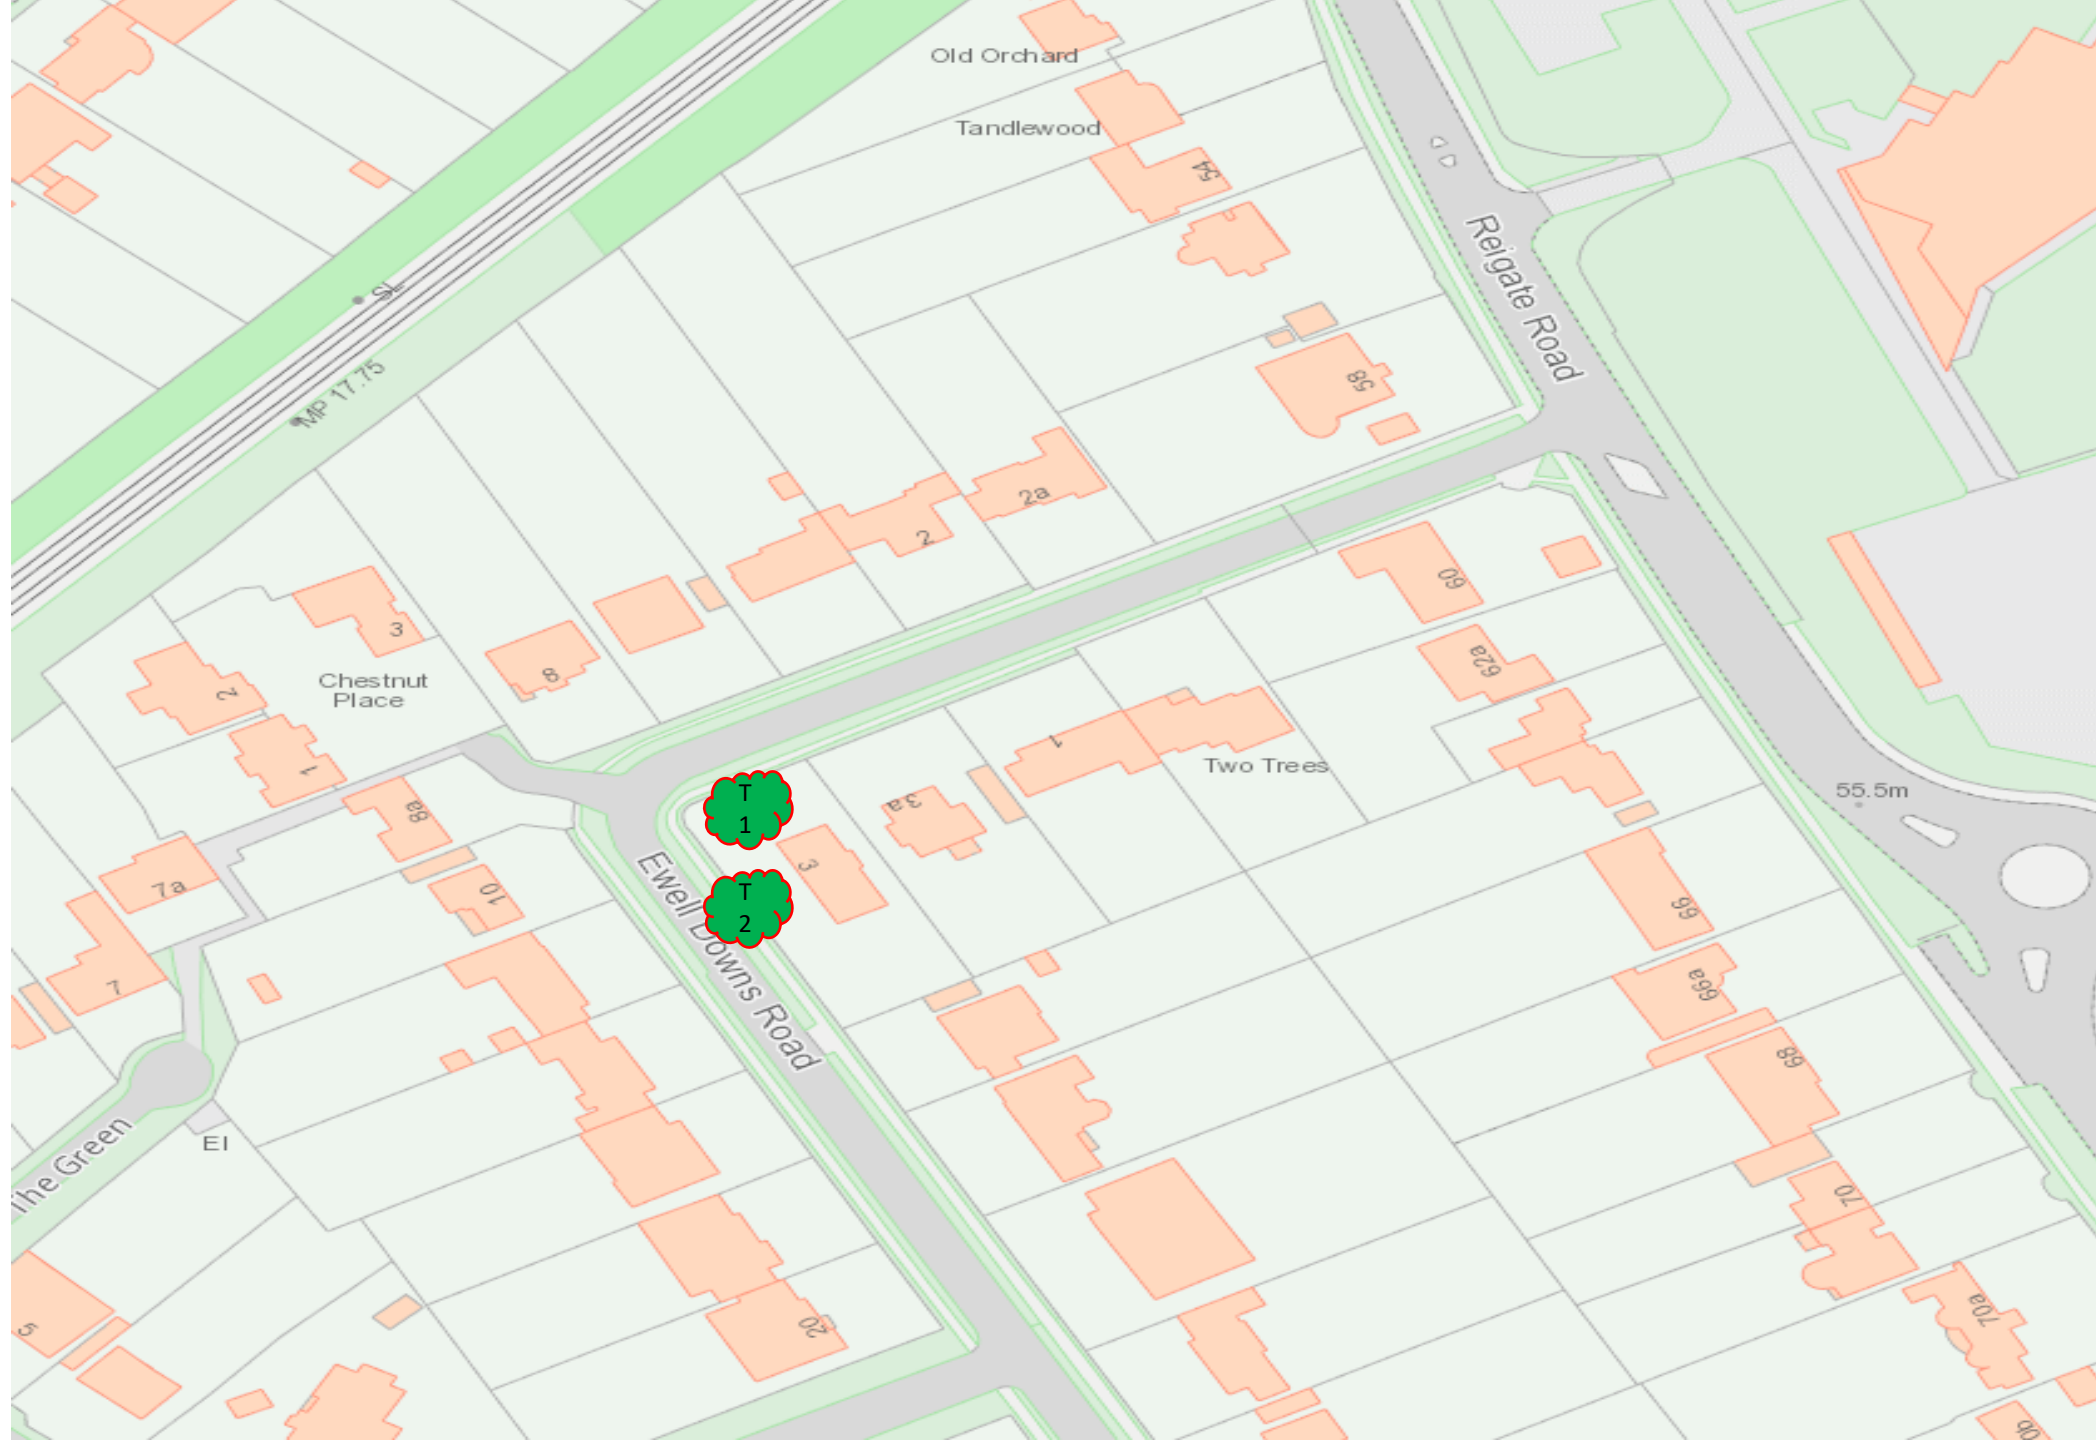 Old Orchard
Tandlewood
54
Reigate Road
SL
MP 17.75
58
2a
2
60
62a
3
8
Chestnut
Place
2
1
8a
1
Two Trees
55.5m
T
1
3a
3
7a
10
T
2
Ewell Downs Road
66
66a
7
68
El
70
20
5
70a